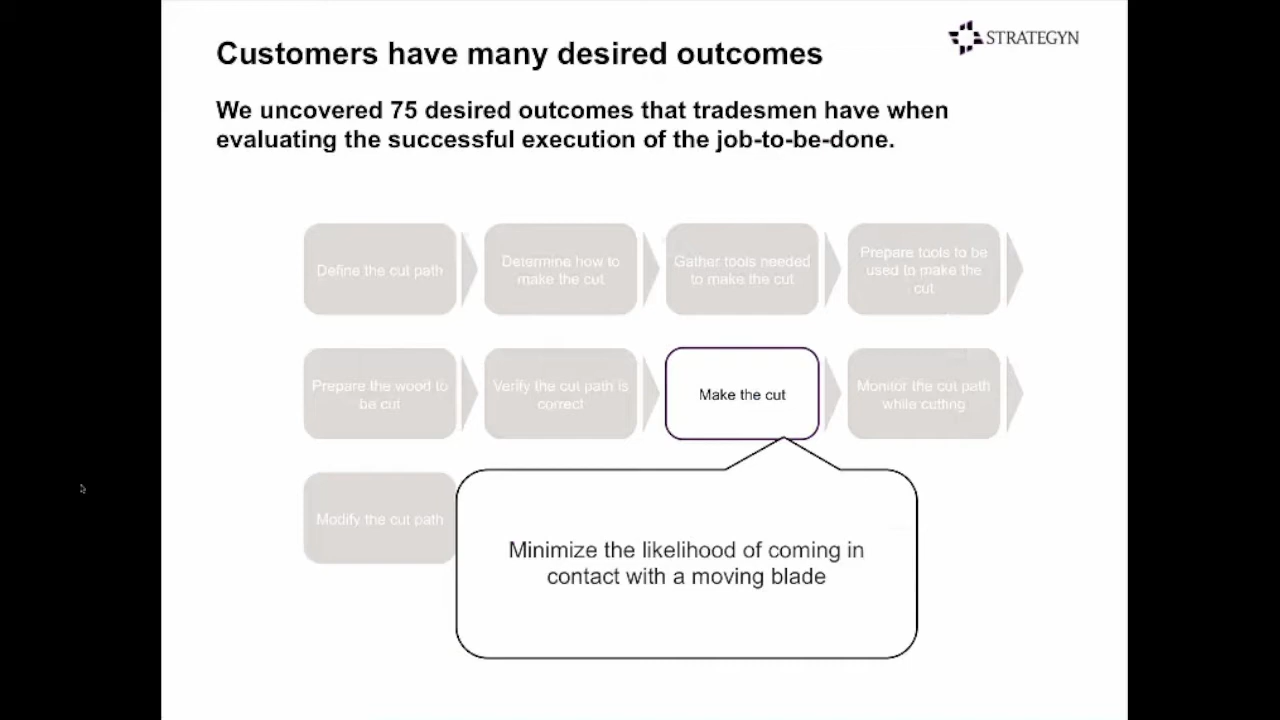 Customers have many desired outcomes
STRATEGYN
We uncovered 75 desired outcomes that tradesmen have when
evaluating the successful execution of the job-to-be-done.
Define the cut path
Determine how to
make the cut
Gather tools needed
to make the cut
Prepare tools to be
used to make the
cut
Prepare the wood to
be cut
Verify the cut path is
correct
Make the cut
Monitor the cut path
while cutting
Modify the cut path
Minimize the likelihood of coming in
contact with a moving blade